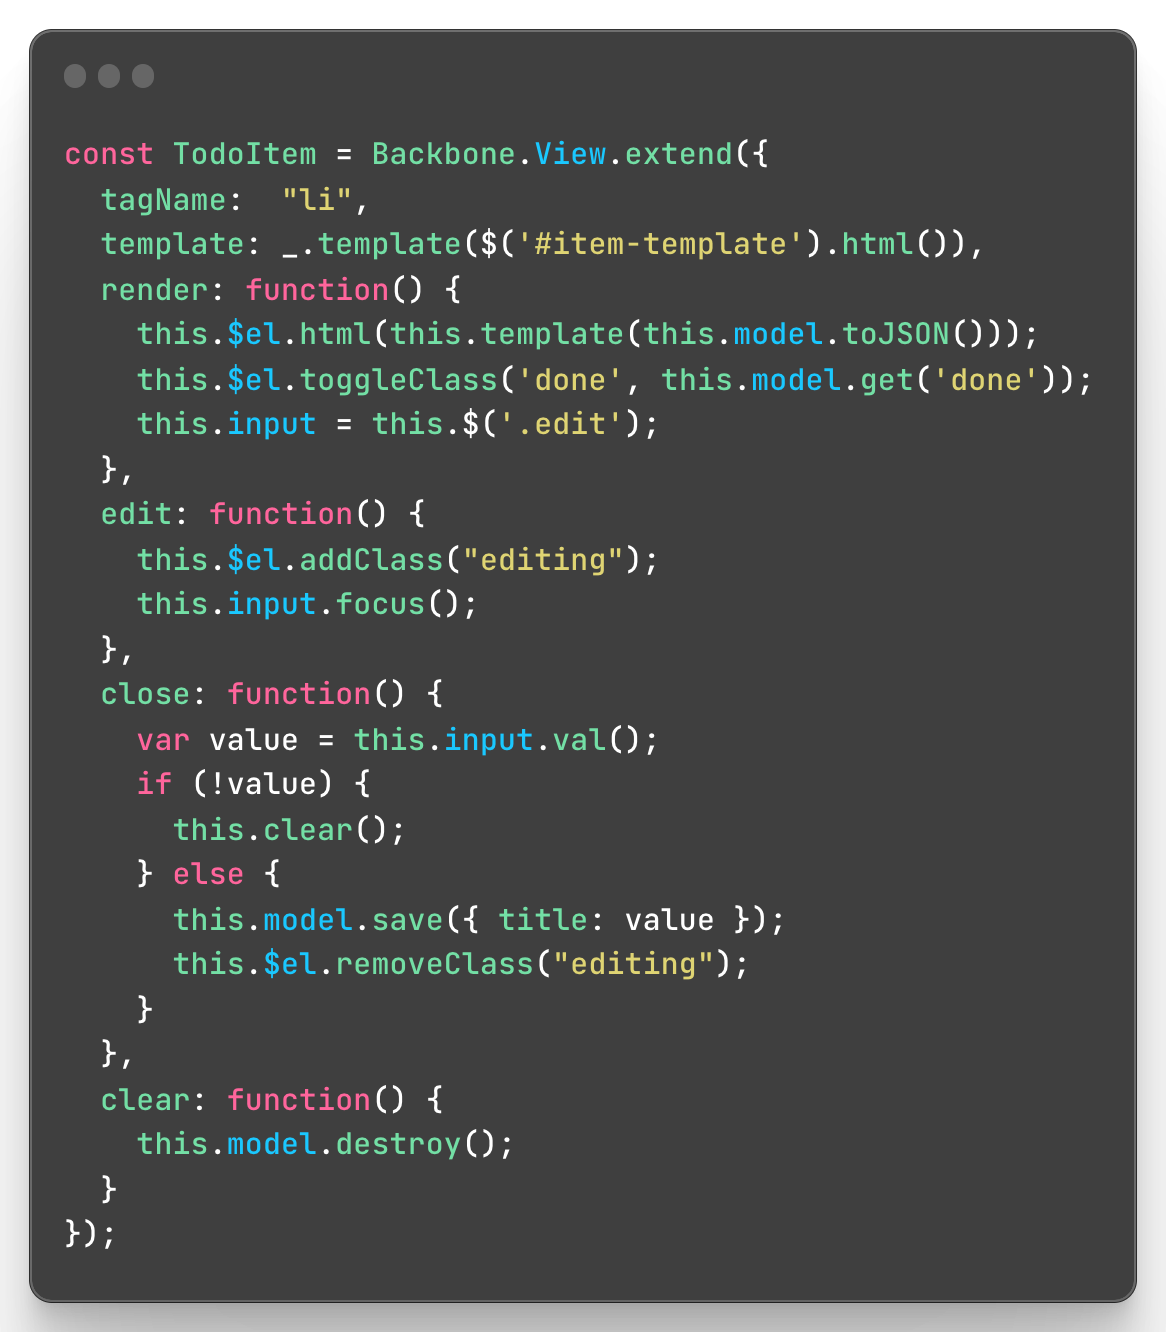 const TodoItem = Backbone.View.extend({
  tagName:  "li",
  template: _.template($('#item-template').html()),
  render: function() {
    this.$el.html(this.template(this.model.toJSON()));
    this.$el.toggleClass('done', this.model.get('done'));
    this.input = this.$('.edit');
  },
  edit: function() {
    this.$el.addClass("editing");
    this.input.focus();
  },
  close: function() {
    var value = this.input.val();
    if (!value) {
      this.clear();
    } else {
      this.model.save({ title: value });
      this.$el.removeClass("editing");
    }
  },
  clear: function() {
    this.model.destroy();
  }
});